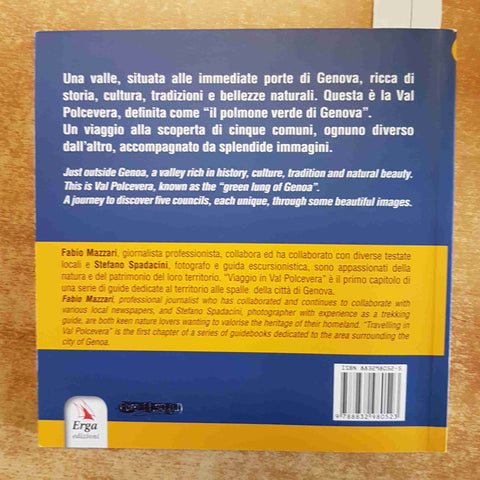 Una valle, situata alle immediate porte di Genova, ricca di
storia, cultura, tradizioni e bellezze naturali. Questa è la Val
Polcevera, definita come “il polmone verde di Genova”.
Un viaggio alla scoperta di cinque comuni, ognuno diverso
dall’altro, accompagnato da splendide immagini.
Just outside Genoa, a valley rich in history, culture, tradition and natural beauty.
This is Val Polcevera, known as the “green lung of Genoa”.
A journey to discover five councils, each unique, through some beautiful images.
Fabio Mazzari, giornalista professionista, collabora ed ha collaborato con diverse testate
locali e Stefano Spadacini, fotografo e guida escursionistica, sono appassionati della
natura e del patrimonio del loro territorio. “Viaggio in Val Polcevera” è il primo capitolo di
una serie di guide dedicate al territorio alle spalle della città di Genova.
Fabio Mazzari, professional journalist who has collaborated and continues to collaborate with
various local newspapers, and Stefano Spadacini, photographer with experience as a trekking
guide, are both keen nature lovers wanting to valorise the heritage of their homeland. “Travelling in
Val Polcevera” is the first chapter of a series of guidebooks dedicated to the area surrounding the
city of Genoa.
ISBN 883298052-5
9 788832 980523
Erga
edizioni